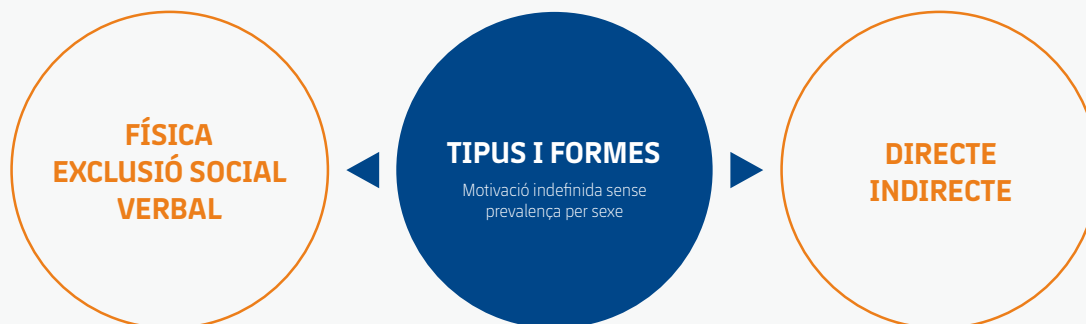 FÍSICA
EXCLUSIÓ SOCIAL
VERBAL
TIPUS I FORMES
Motivació indefinida sense
prevalença per sexe
DIRECTE
INDIRECTE